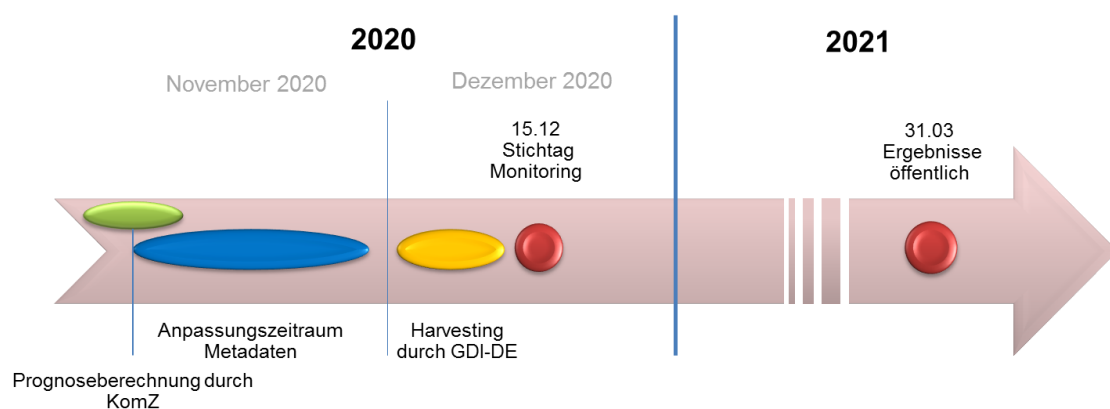 2020
2021
November 2020
Dezember 2020
15.12
Stichtag
Monitoring
31.03
Ergebnisse
öffentlich
Anpassungszeitraum
Metadaten
Harvesting
durch GDI-DE
Prognoseberechnung durch
KomZ